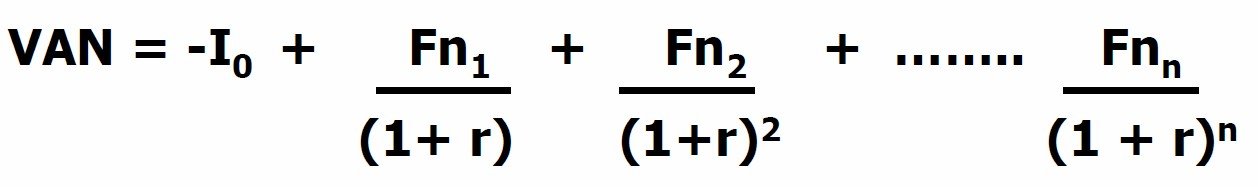 VAN = -I₀ + Fn₁ + Fn₂ + ........ Fnₙ
(1+ r) (1+r)² (1 + r)ⁿ